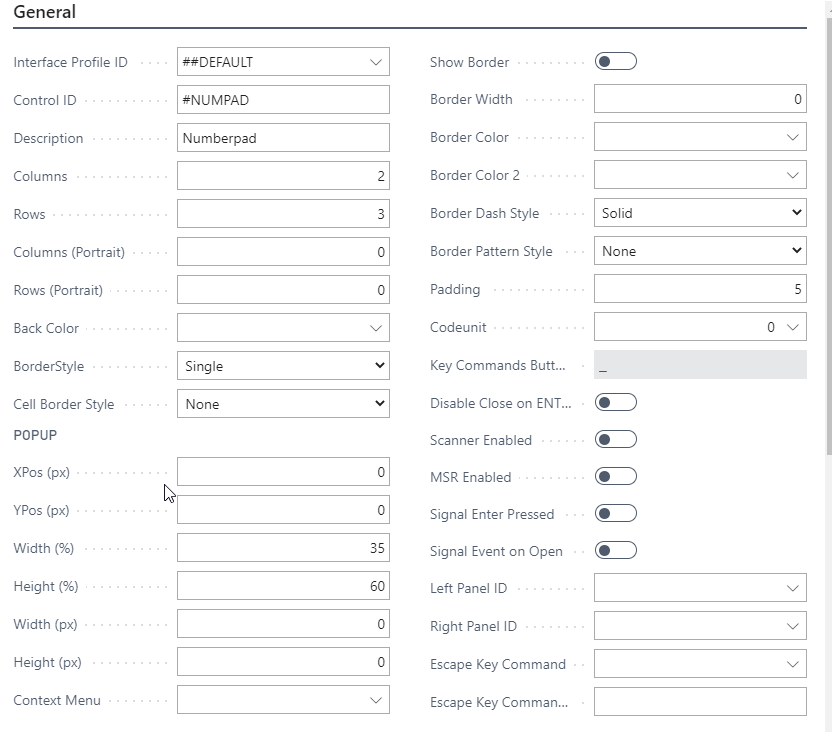 General
Interface Profile ID ##DEFAULT
Control ID #NUMPAD
Description Numberpad
Columns 2
Rows 3
Columns (Portrait) 0
Rows (Portrait) 0
Back Color
BorderStyle Single
Cell Border Style None
POPUP
XPos (px) 0
YPos (px) 0
Width (%) 35
Height (%) 60
Width (px) 0
Height (px) 0
Context Menu
Show Border
Border Width 0
Border Color
Border Color 2
Border Dash Style Solid
Border Pattern Style None
Padding 5
Codeunit 0
Key Commands Butt... _
Disable Close on ENT...
Scanner Enabled
MSR Enabled
Signal Enter Pressed
Signal Event on Open
Left Panel ID
Right Panel ID
Escape Key Command
Escape Key Comman...